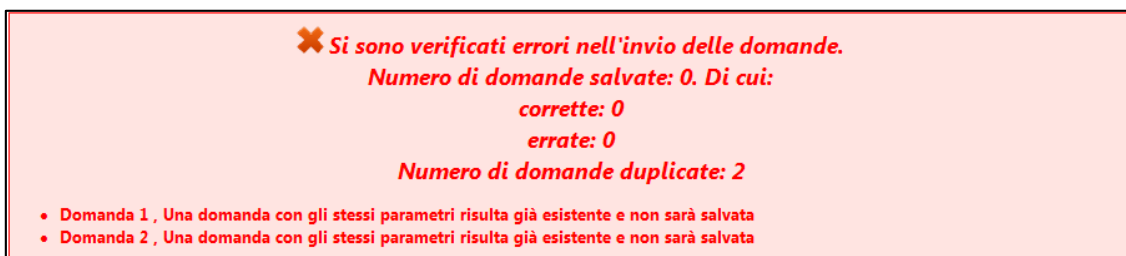 Si sono verificati errori nell'invio delle domande.
Numero di domande salvate: 0. Di cui:
corrette: 0
errate: 0
Numero di domande duplicate: 2
• Domanda 1 , Una domanda con gli stessi parametri risulta già esistente e non sarà salvata
• Domanda 2 , Una domanda con gli stessi parametri risulta già esistente e non sarà salvata